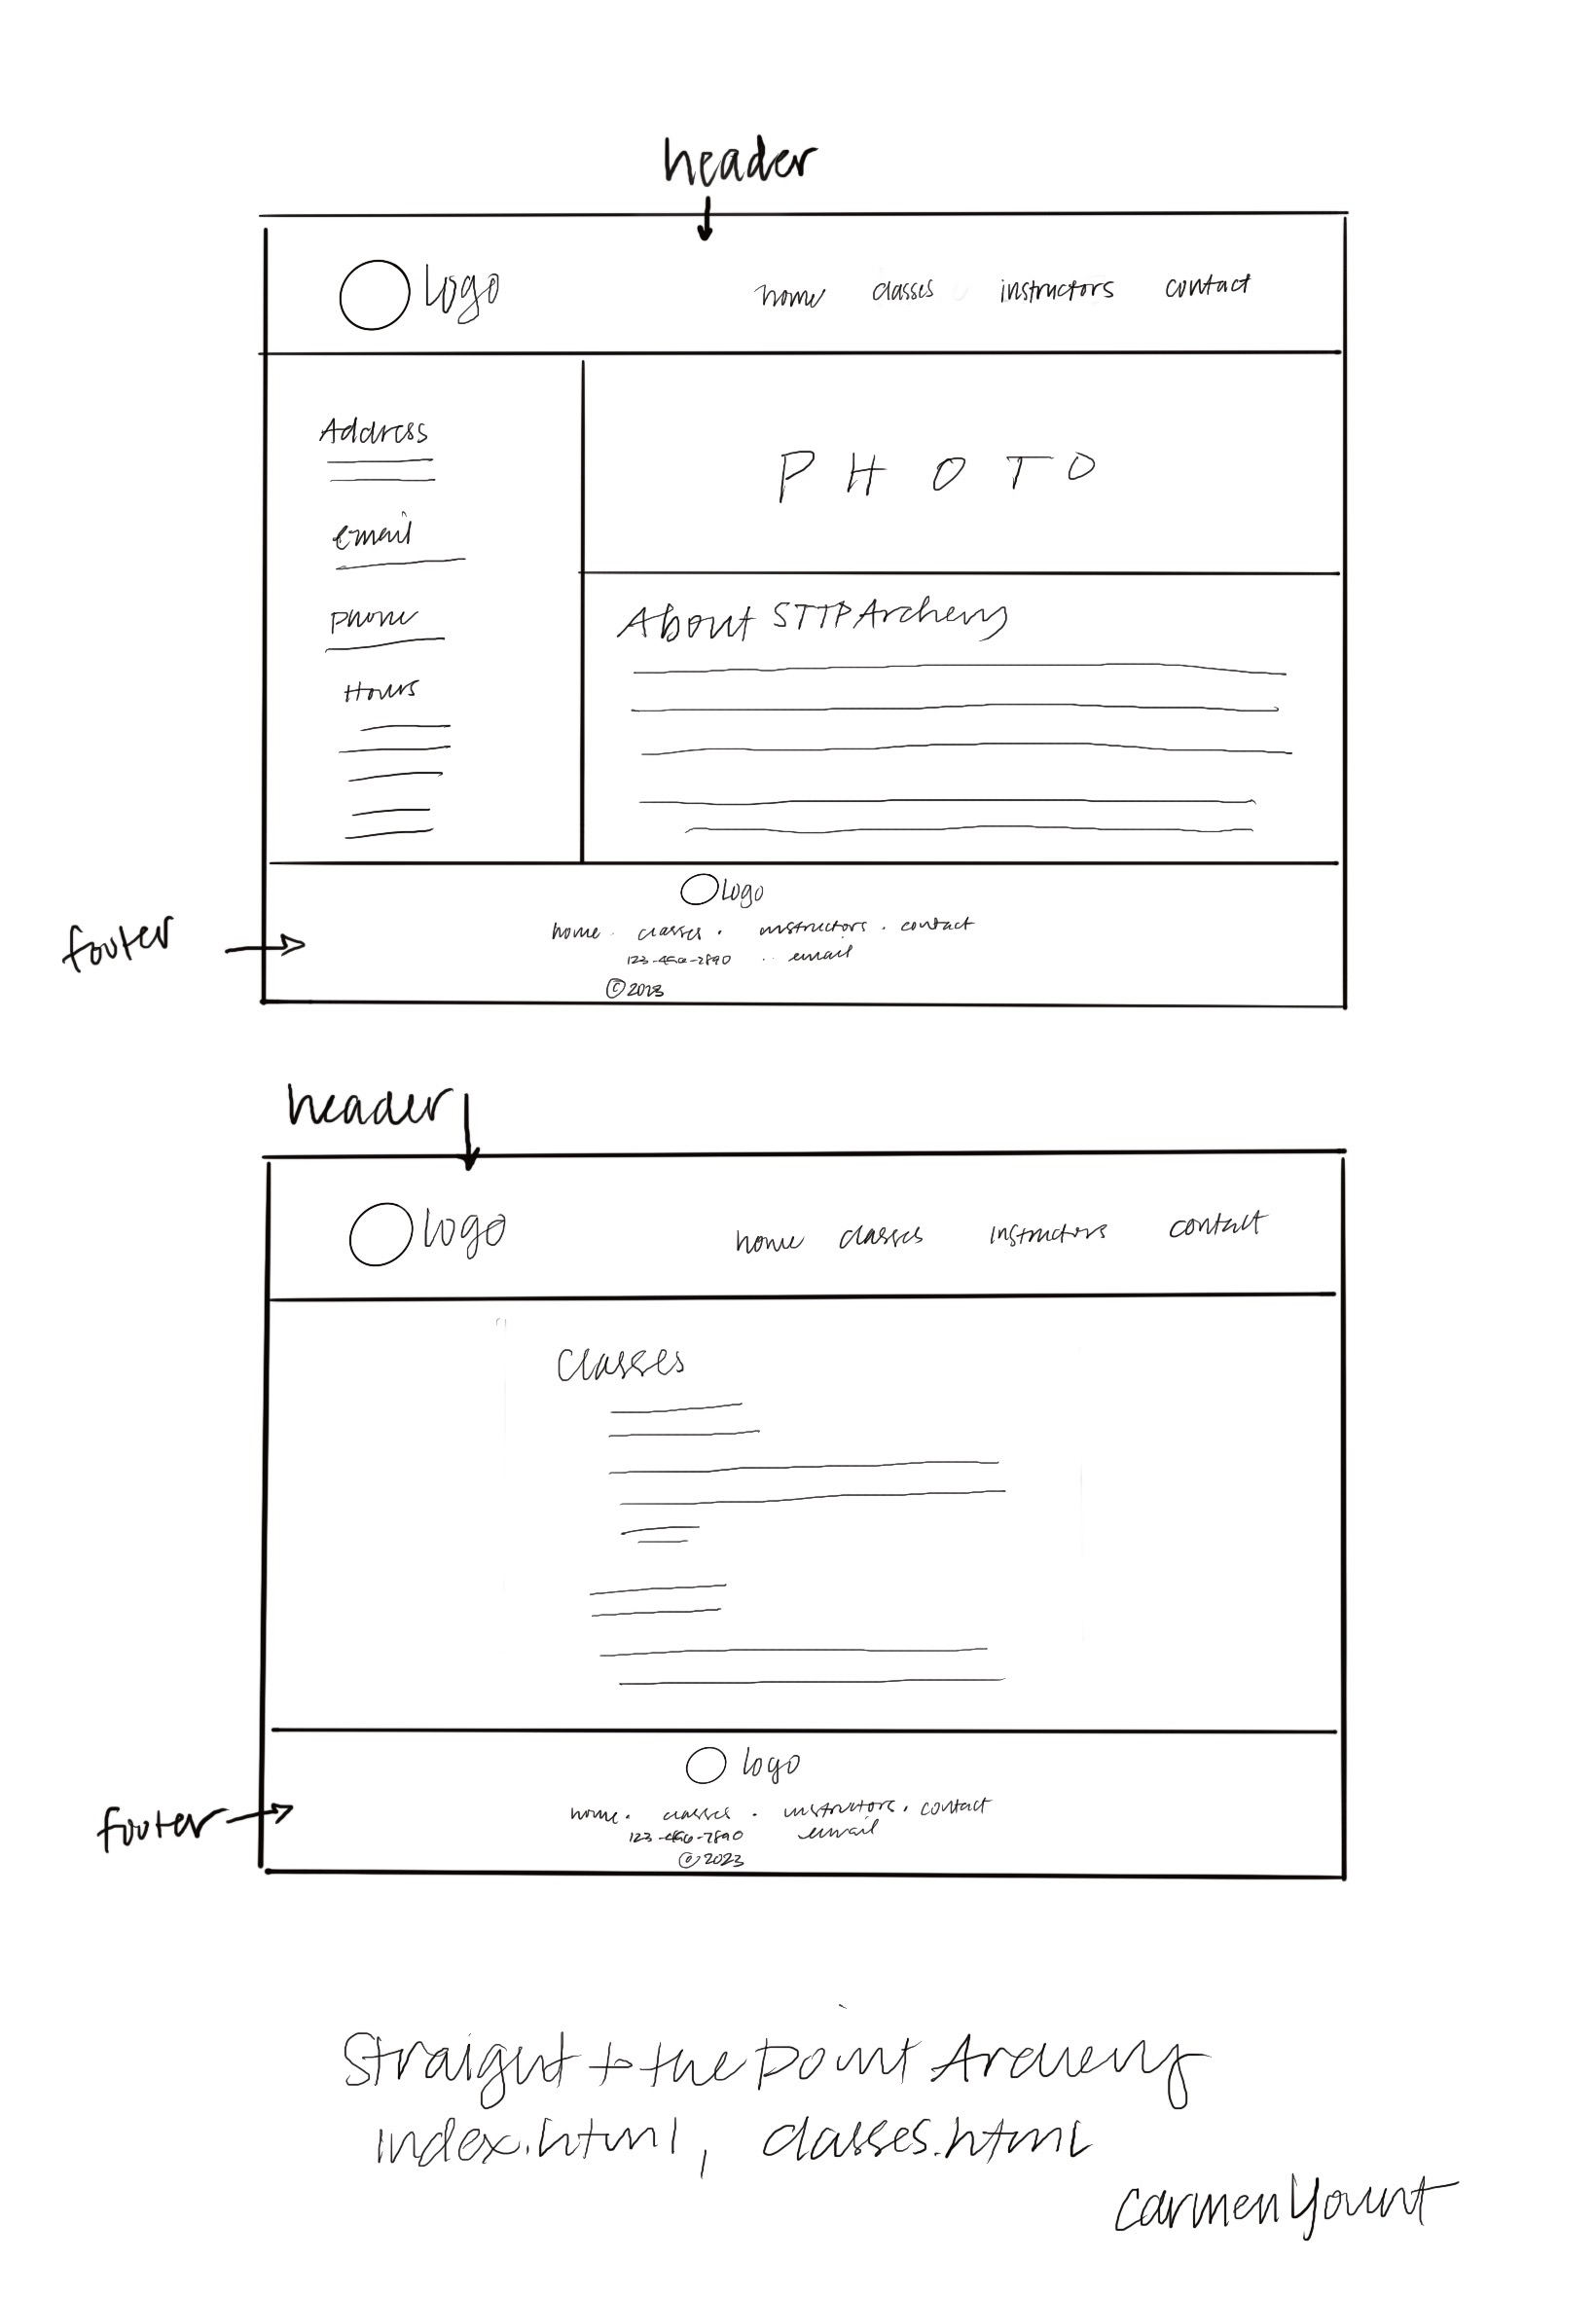 header
logo home classes instructors contact
Address
PHOTO
email
About STTP Archery
phone
Hours
logo
footer
home · classes · instructors · contact
123-456-7890 · email
© 2023
header
logo home classes instructors contact
classes
logo
footer
home · classes · instructors · contact
123-456-7890 email
© 2023
Straight to the Point Archery
index.html, classes.html
Carmen Yount